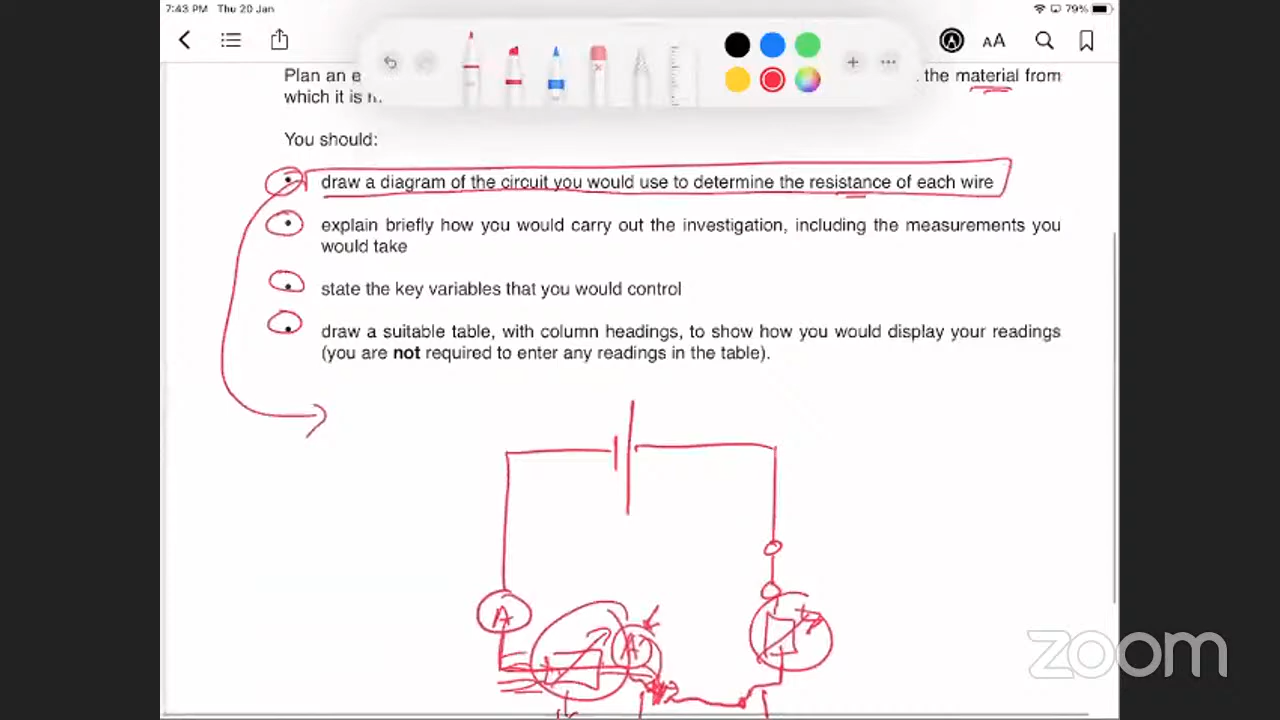 7:43 PM Thu 20 Jan
79%
AA
Plan an e
the material from
which it is
You should:
• draw a diagram of the circuit you would use to determine the resistance of each wire
• explain briefly how you would carry out the investigation, including the measurements you
would take
• state the key variables that you would control
• draw a suitable table, with column headings, to show how you would display your readings
(you are not required to enter any readings in the table).
A
A
zoom